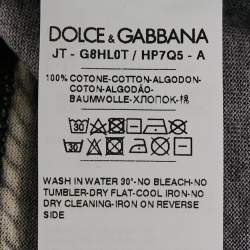 DOLCE & GABBANA
JT - G8HL0T / HP7Q5 - A
100% COTONE-COTTON-ALGODON-
COTON-ALGODÃO-
BAUMWOLLE-ХЛОПОК-棉
30
WASH IN WATER 30°-NO BLEACH-NO
TUMBLER-DRY FLAT-COOL IRON-NO
DRY CLEANING-IRON ON REVERSE
SIDE-